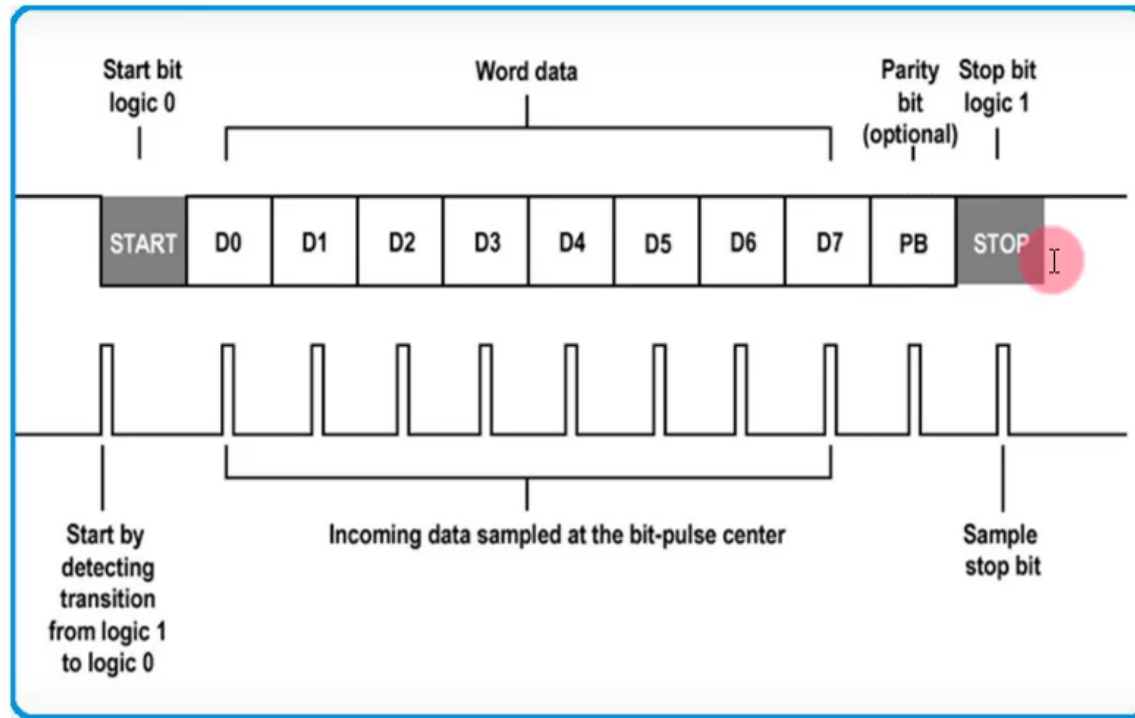 Start bit
logic 0
Word data
Parity
bit
(optional)
Stop bit
logic 1
START D0 D1 D2 D3 D4 D5 D6 D7 PB STOP
Start by
detecting
transition
from logic 1
to logic 0
Incoming data sampled at the bit-pulse center
Sample
stop bit